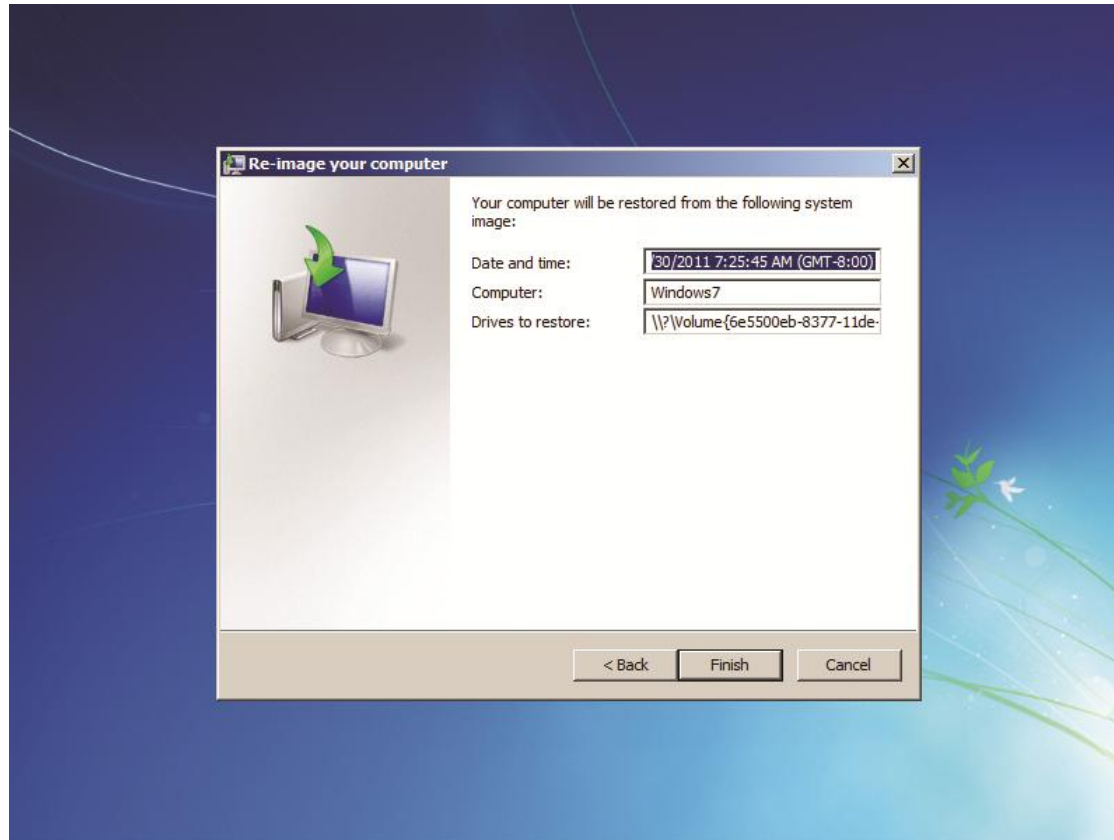 Re-image your computer
Your computer will be restored from the following system
image:
Date and time: /30/2011 7:25:45 AM (GMT-8:00)
Computer: Windows7
Drives to restore: \\?\Volume{6e5500eb-8377-11de-
< Back Finish Cancel